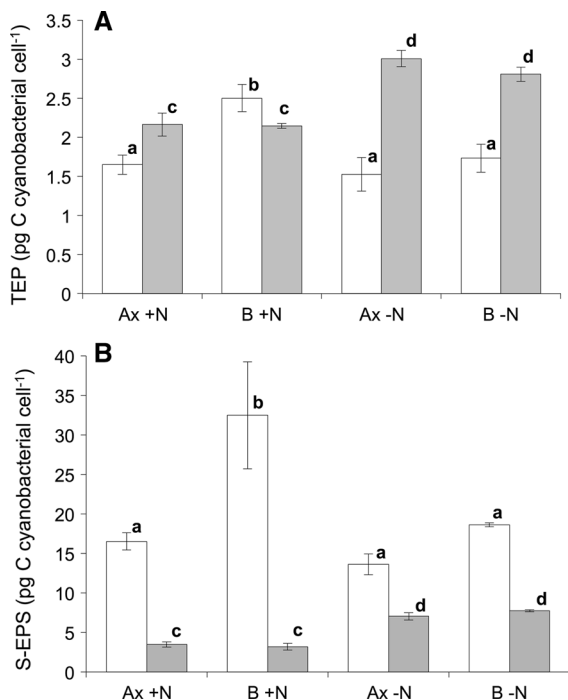 A
TEP (pg C cyanobacterial cell-1)
3.5
3
2.5
2
1.5
1
0.5
0
a
c
b
c
a
d
a
d
Ax +N
B +N
Ax -N
B -N
B
S-EPS (pg C cyanobacterial cell-1)
40
35
30
25
20
15
10
5
0
a
c
b
c
a
d
a
d
Ax +N
B +N
Ax -N
B -N